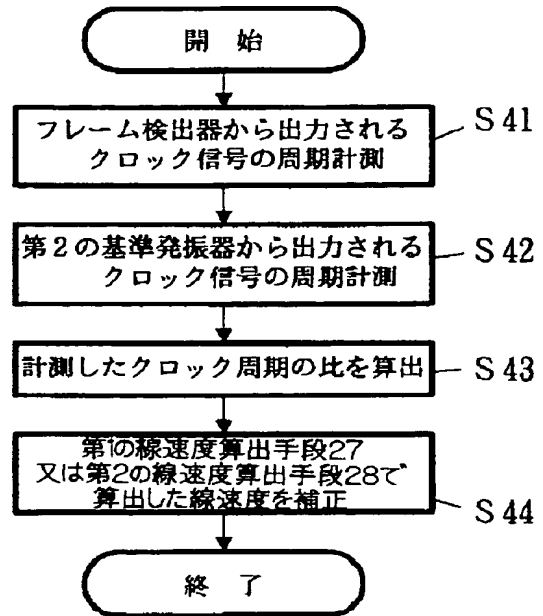 開 始
フレーム検出器から出力される
クロック信号の周期計測
S41
第2の基準発振器から出力される
クロック信号の周期計測
S42
計測したクロック周期の比を算出
S43
第1の線速度算出手段27
又は第2の線速度算出手段28で
算出した線速度を補正
S44
終 了